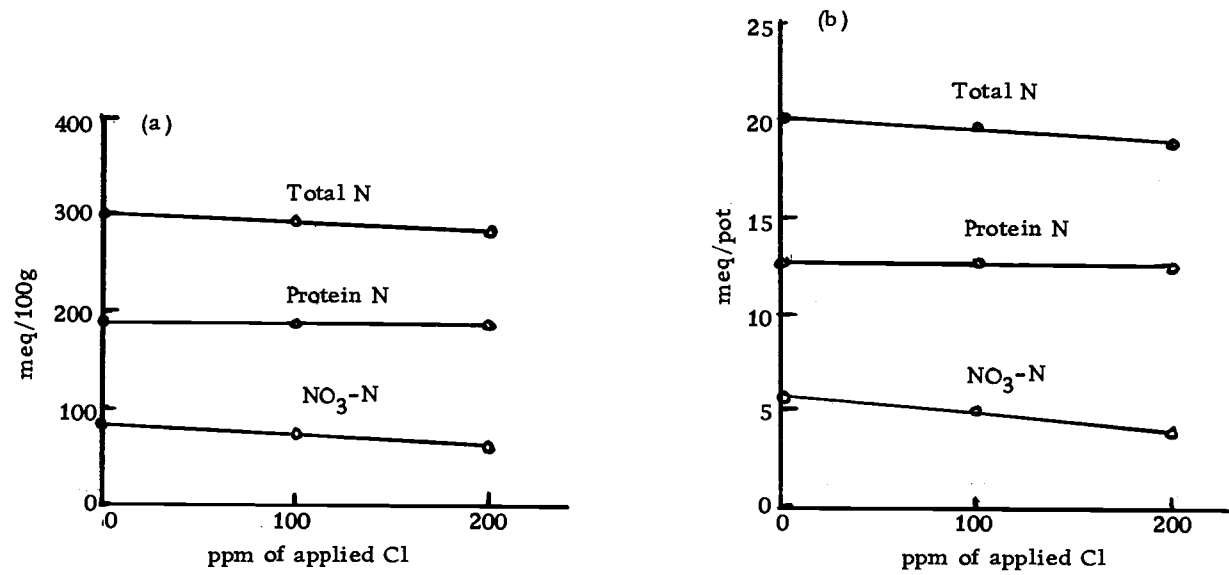 (a)
400
300
200
100
0
meq/100g
Total N
Protein N
NO3-N
0 100 200
ppm of applied Cl
(b)
25
20
15
10
5
0
meq/pot
Total N
Protein N
NO3-N
0 100 200
ppm of applied Cl